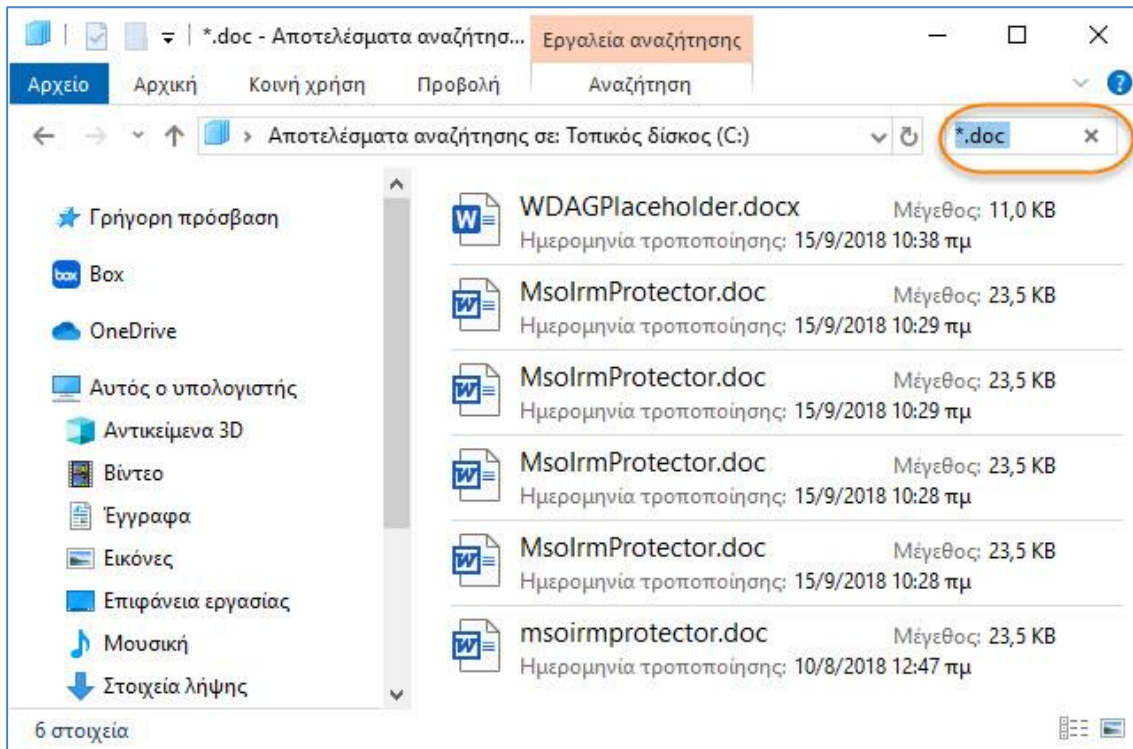 *.doc - Αποτελέσματα αναζήτησ...
Εργαλεία αναζήτησης
Αρχείο
Αρχική
Κοινή χρήση
Προβολή
Αναζήτηση
Αποτελέσματα αναζήτησης σε: Τοπικός δίσκος (C:)
*.doc
Γρήγορη πρόσβαση
box Box
OneDrive
Αυτός ο υπολογιστής
Αντικείμενα 3D
Βίντεο
Έγγραφα
Εικόνες
Επιφάνεια εργασίας
Μουσική
Στοιχεία λήψης
WDAGPlaceholder.docx Μέγεθος: 11,0 KB
Ημερομηνία τροποποίησης: 15/9/2018 10:38 πμ
MsoIrmProtector.doc Μέγεθος: 23,5 KB
Ημερομηνία τροποποίησης: 15/9/2018 10:29 πμ
MsoIrmProtector.doc Μέγεθος: 23,5 KB
Ημερομηνία τροποποίησης: 15/9/2018 10:29 πμ
MsoIrmProtector.doc Μέγεθος: 23,5 KB
Ημερομηνία τροποποίησης: 15/9/2018 10:28 πμ
MsoIrmProtector.doc Μέγεθος: 23,5 KB
Ημερομηνία τροποποίησης: 15/9/2018 10:28 πμ
msoirmprotector.doc Μέγεθος: 23,5 KB
Ημερομηνία τροποποίησης: 10/8/2018 12:47 πμ
6 στοιχεία